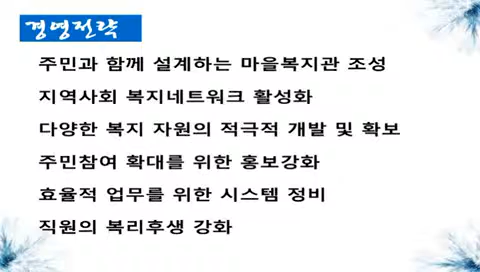 경영전략
주민과 함께 설계하는 마을복지관 조성
지역사회 복지네트워크 활성화
다양한 복지 자원의 적극적 개발 및 확보
주민참여 확대를 위한 홍보강화
효율적 업무를 위한 시스템 정비
직원의 복리후생 강화